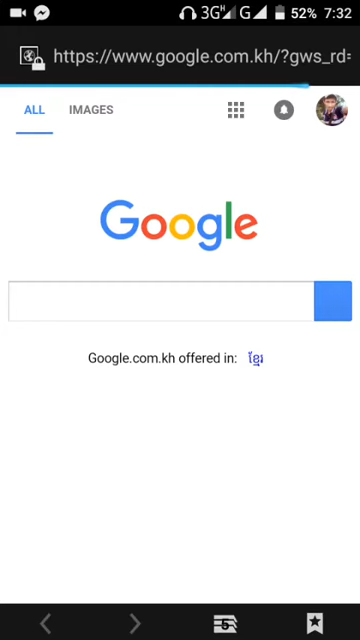 3G H G 52% 7:32
https://www.google.com.kh/?gws_rd=
ALL IMAGES
Google
Google.com.kh offered in: ខ្មែរ
5